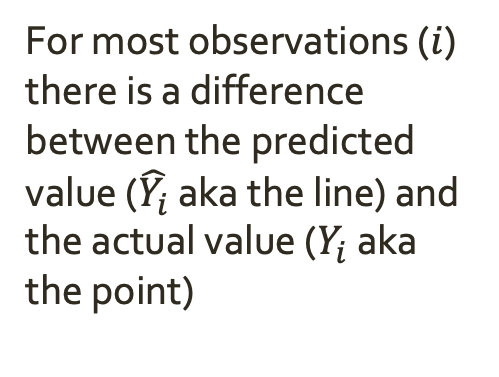 For most observations (𝑖)
there is a difference
between the predicted
value (𝑌̂ᵢ aka the line) and
the actual value (𝑌ᵢ aka
the point)